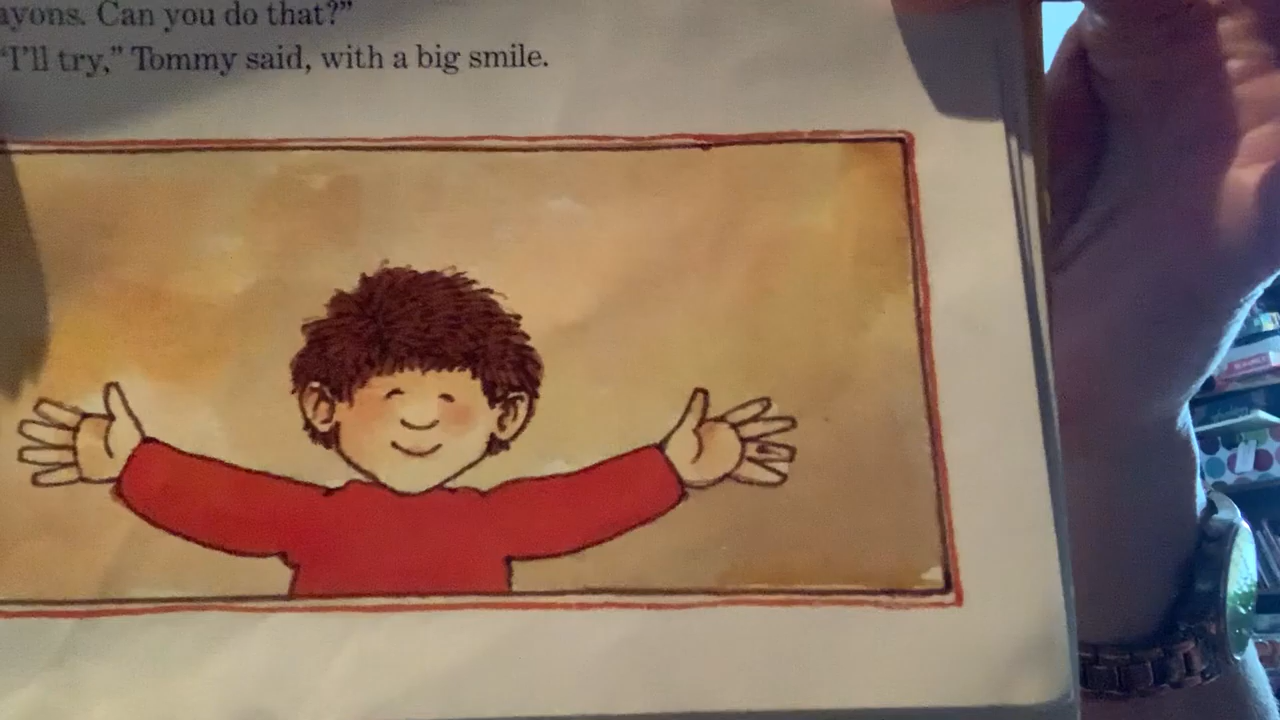 ayons. Can you do that?”
“I’ll try,” Tommy said, with a big smile.